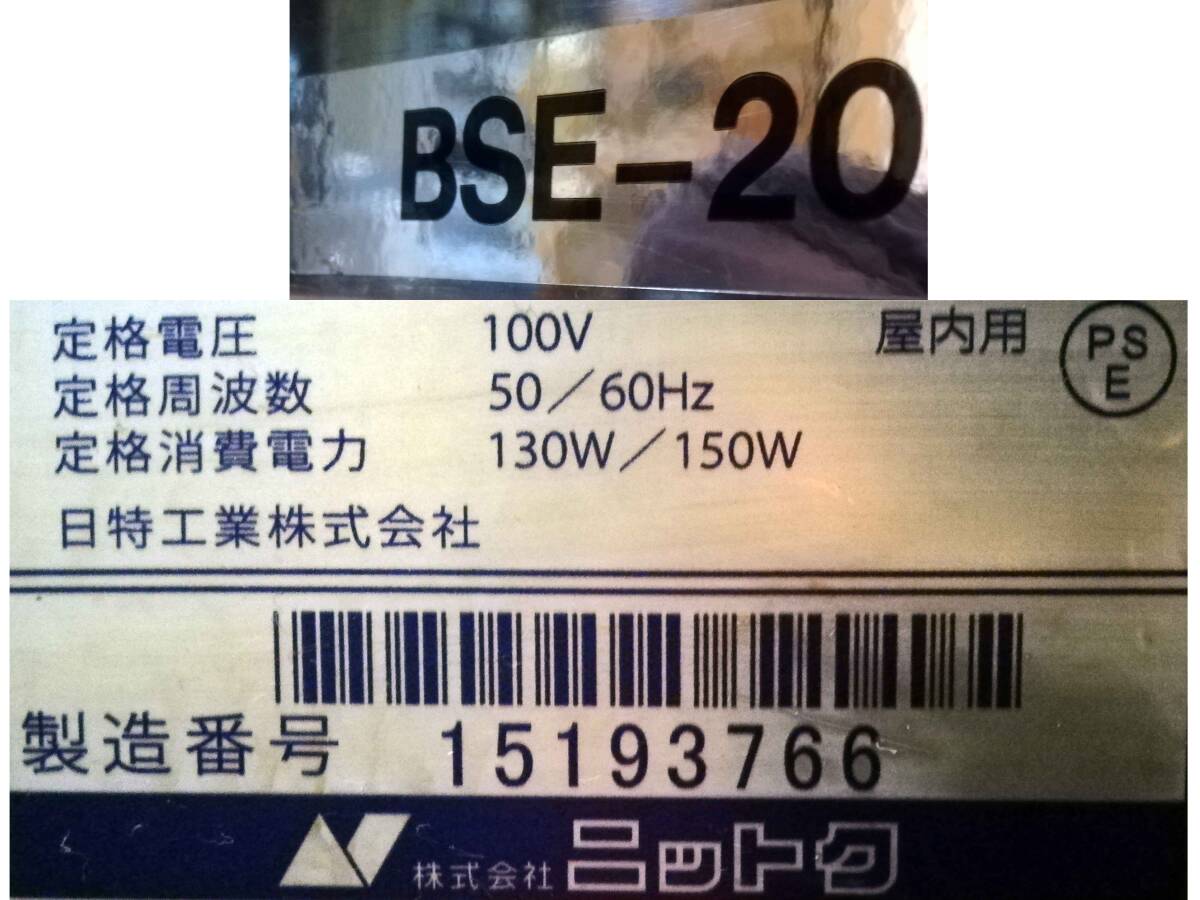 BSE-20
定格電圧 100V 屋内用 PSE
定格周波数 50／60Hz
定格消費電力 130W／150W
日特工業株式会社
製造番号 15193766
株式会社ニットク